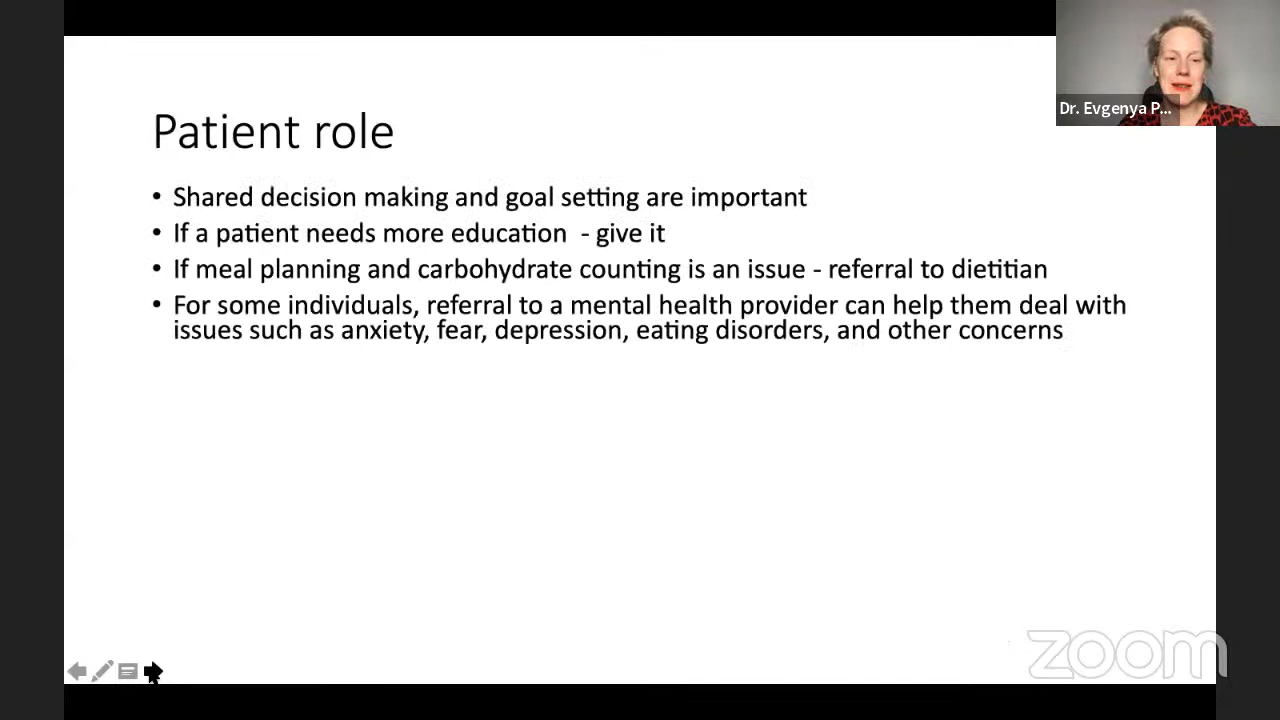 Dr. Evgenya P...
Patient role
• Shared decision making and goal setting are important
• If a patient needs more education  - give it
• If meal planning and carbohydrate counting is an issue - referral to dietitian
• For some individuals, referral to a mental health provider can help them deal with
issues such as anxiety, fear, depression, eating disorders, and other concerns
zoom